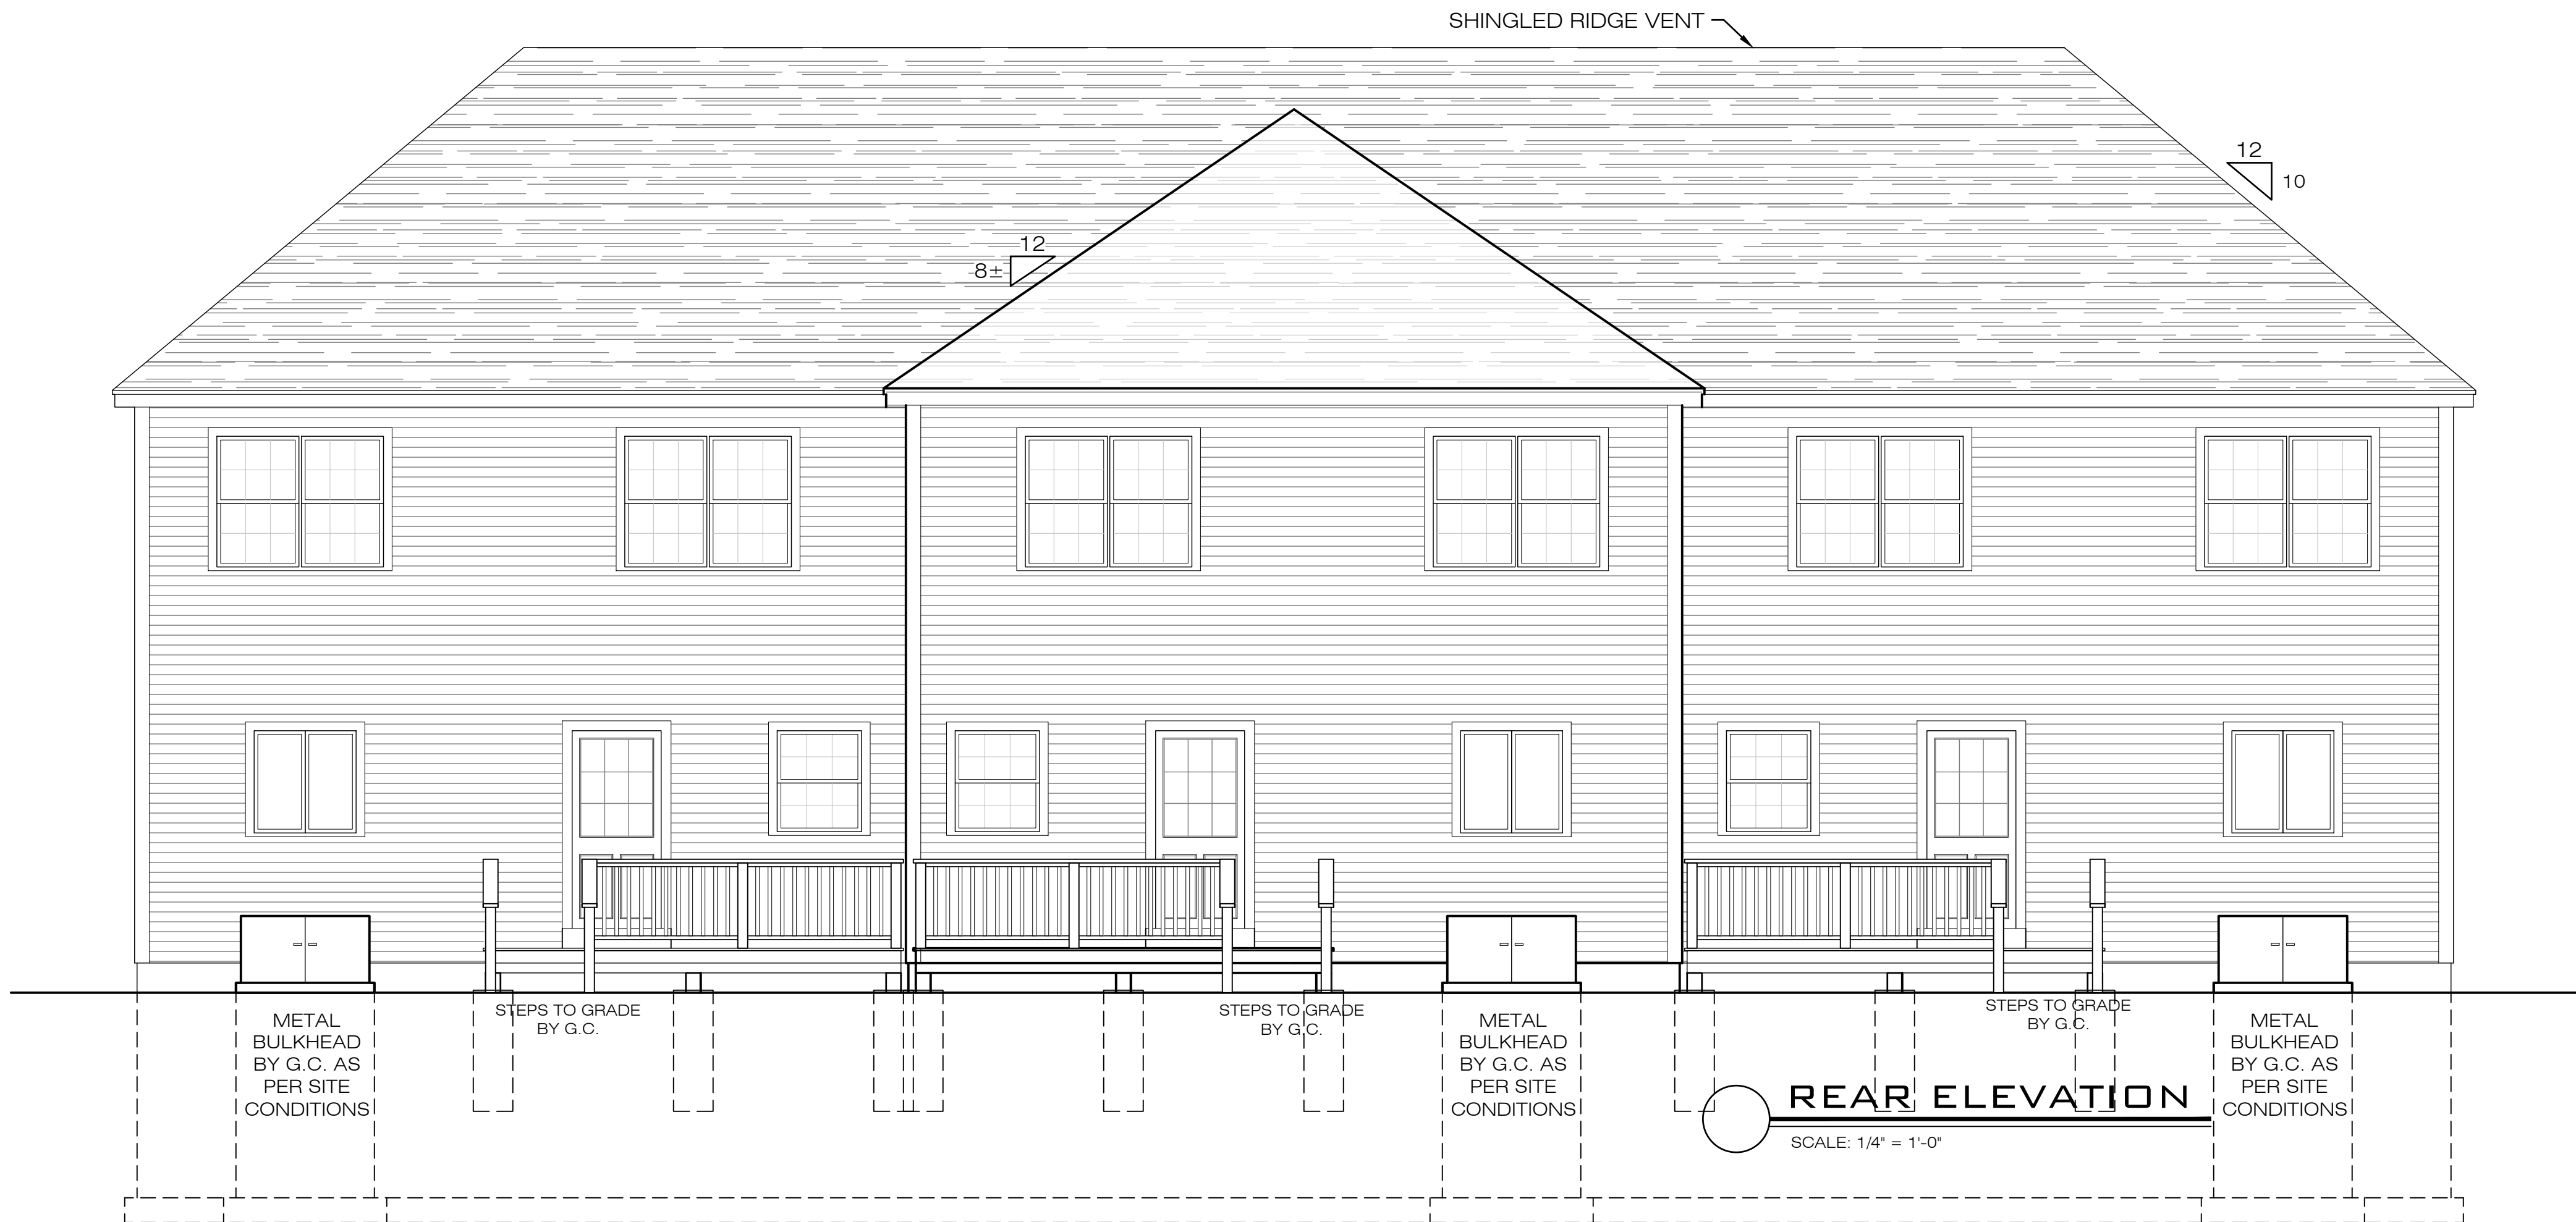 SHINGLED RIDGE VENT
12
10
12
8±
STEPS TO GRADE
BY G.C.
STEPS TO GRADE
BY G.C.
STEPS TO GRADE
BY G.C.
METAL
BULKHEAD
BY G.C. AS
PER SITE
CONDITIONS
METAL
BULKHEAD
BY G.C. AS
PER SITE
CONDITIONS
METAL
BULKHEAD
BY G.C. AS
PER SITE
CONDITIONS
REAR ELEVATION
SCALE: 1/4" = 1'-0"